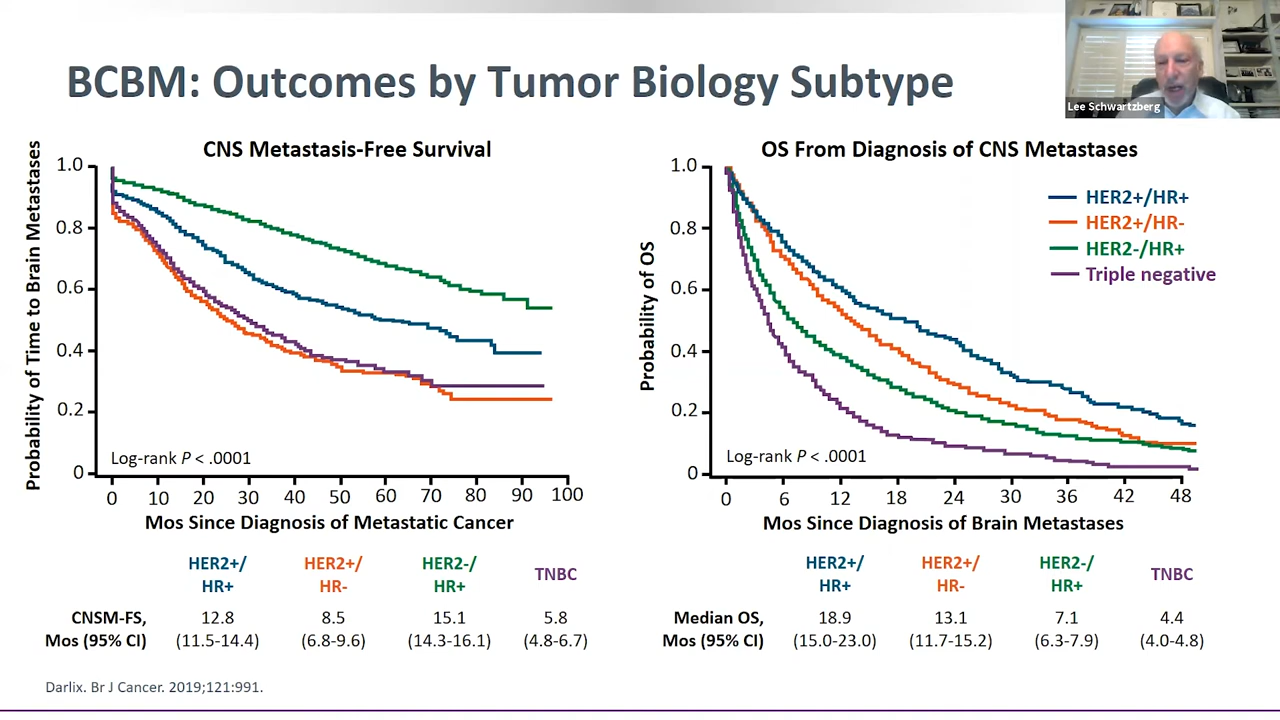 BCBM: Outcomes by Tumor Biology Subtype
Lee Schwartzberg
CNS Metastasis-Free Survival
Probability of Time to Brain Metastases
1.0
0.8
0.6
0.4
0.2
0
Log-rank P < .0001
0 10 20 30 40 50 60 70 80 90 100
Mos Since Diagnosis of Metastatic Cancer
HER2+/ HER2+/ HER2-/ TNBC
HR+ HR- HR+
CNSM-FS, 12.8 8.5 15.1 5.8
Mos (95% CI) (11.5-14.4) (6.8-9.6) (14.3-16.1) (4.8-6.7)
OS From Diagnosis of CNS Metastases
Probability of OS
1.0
0.8
0.6
0.4
0.2
0
HER2+/HR+
HER2+/HR-
HER2-/HR+
Triple negative
Log-rank P < .0001
0 6 12 18 24 30 36 42 48
Mos Since Diagnosis of Brain Metastases
HER2+/ HER2+/ HER2-/ TNBC
HR+ HR- HR+
Median OS, 18.9 13.1 7.1 4.4
Mos (95% CI) (15.0-23.0) (11.7-15.2) (6.3-7.9) (4.0-4.8)
Darlix. Br J Cancer. 2019;121:991.